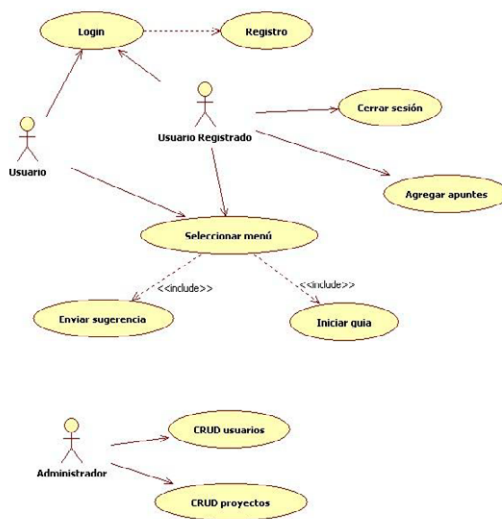 Login
Registro
Cerrar sesión
Usuario Registrado
Usuario
Agregar apuntes
Seleccionar menú
<<include>>
<<include>>
Enviar sugerencia
Iniciar guia
CRUD usuarios
Administrador
CRUD proyectos